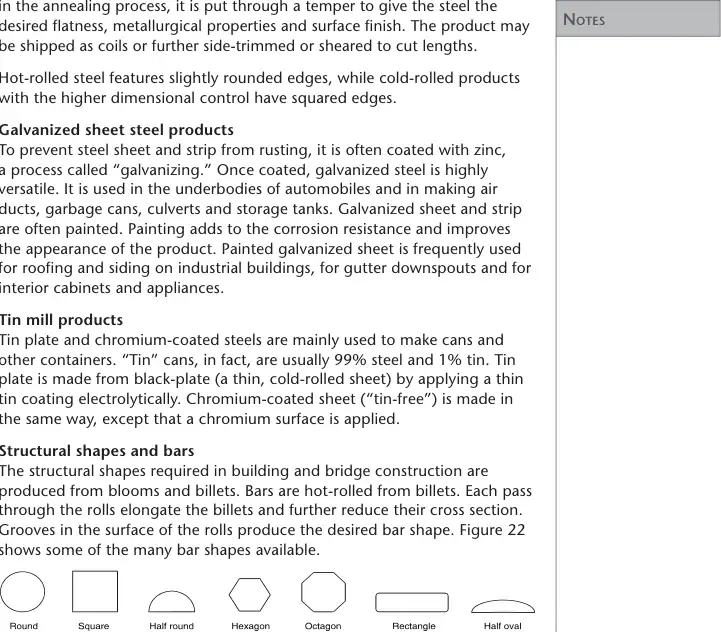 in the annealing process, it is put through a temper to give the steel the
desired flatness, metallurgical properties and surface finish. The product may
be shipped as coils or further side-trimmed or sheared to cut lengths.
Hot-rolled steel features slightly rounded edges, while cold-rolled products
with the higher dimensional control have squared edges.
Galvanized sheet steel products
To prevent steel sheet and strip from rusting, it is often coated with zinc,
a process called “galvanizing.” Once coated, galvanized steel is highly
versatile. It is used in the underbodies of automobiles and in making air
ducts, garbage cans, culverts and storage tanks. Galvanized sheet and strip
are often painted. Painting adds to the corrosion resistance and improves
the appearance of the product. Painted galvanized sheet is frequently used
for roofing and siding on industrial buildings, for gutter downspouts and for
interior cabinets and appliances.
Tin mill products
Tin plate and chromium-coated steels are mainly used to make cans and
other containers. “Tin” cans, in fact, are usually 99% steel and 1% tin. Tin
plate is made from black-plate (a thin, cold-rolled sheet) by applying a thin
tin coating electrolytically. Chromium-coated sheet (“tin-free”) is made in
the same way, except that a chromium surface is applied.
Structural shapes and bars
The structural shapes required in building and bridge construction are
produced from blooms and billets. Bars are hot-rolled from billets. Each pass
through the rolls elongate the billets and further reduce their cross section.
Grooves in the surface of the rolls produce the desired bar shape. Figure 22
shows some of the many bar shapes available.
Round Square Half round Hexagon Octagon Rectangle Half oval
NOTES